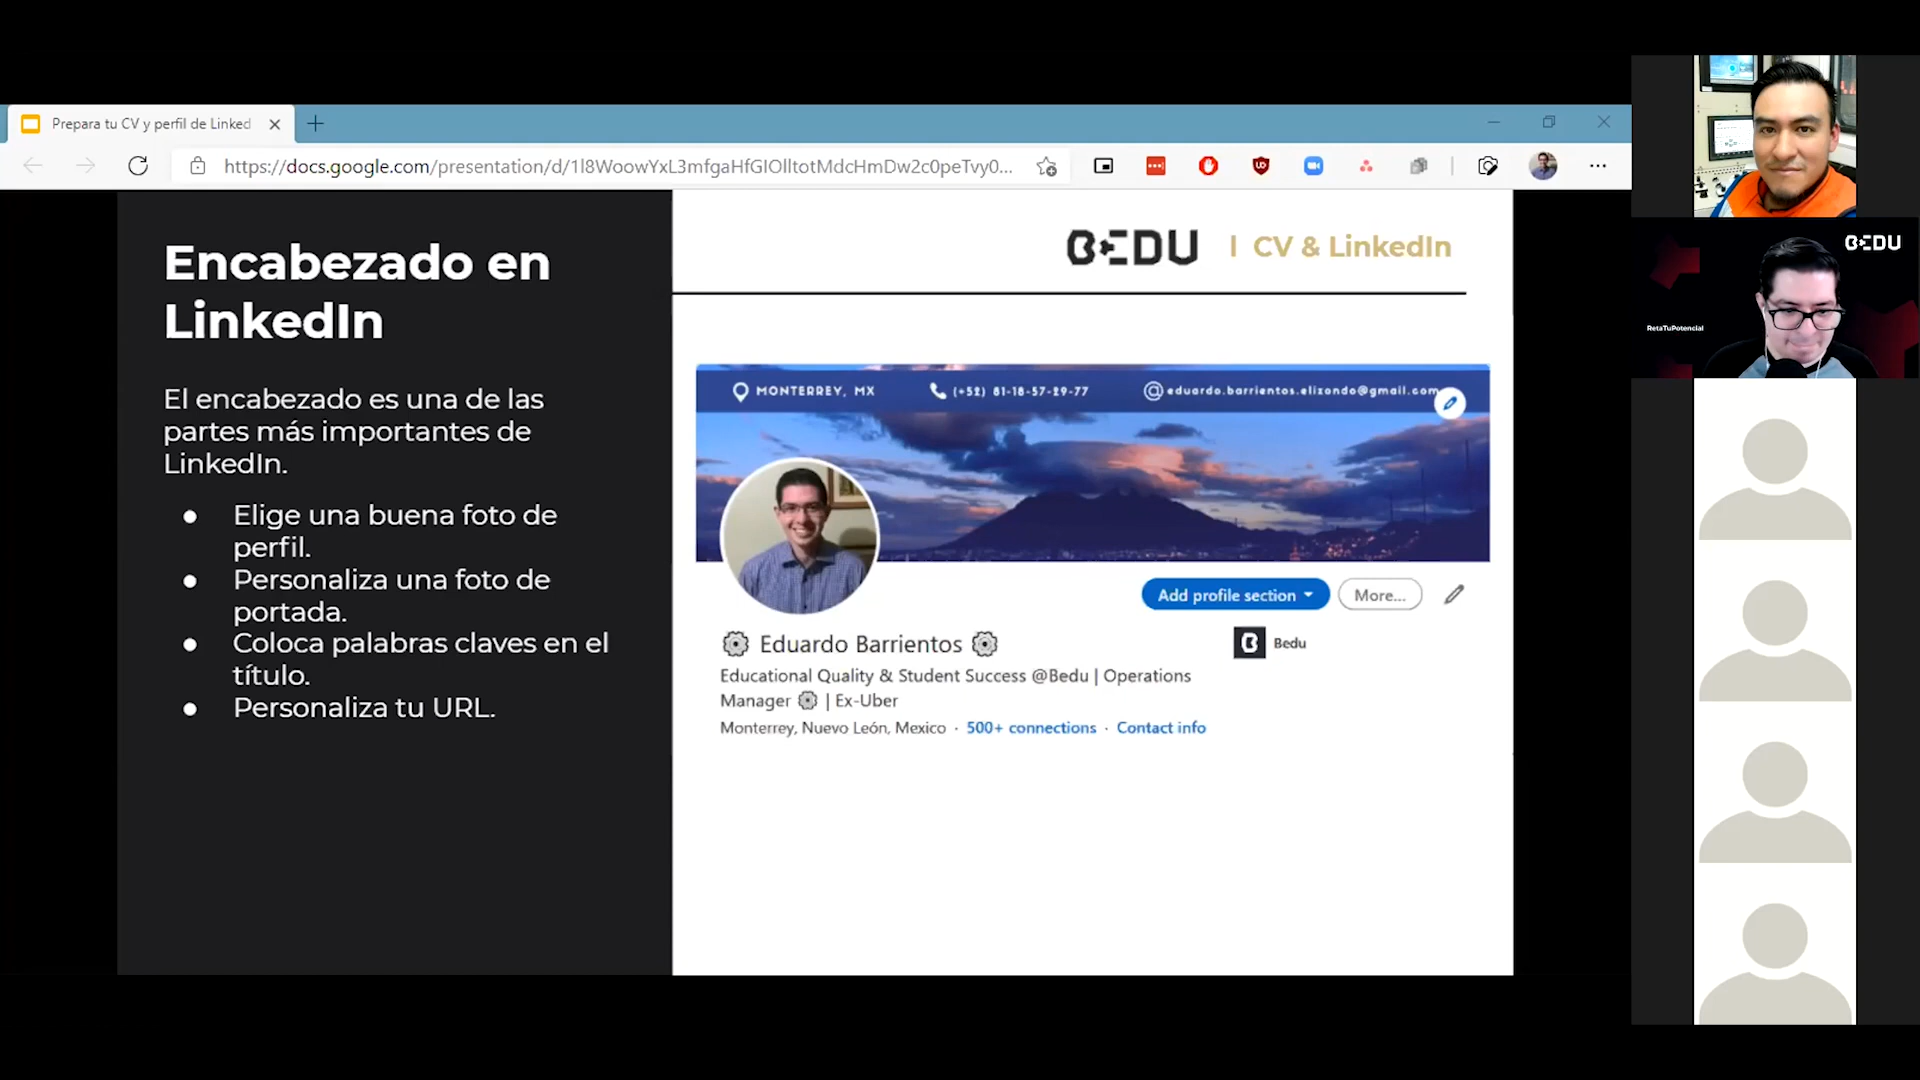 Prepara tu CV y perfil de Linked
https://docs.google.com/presentation/d/1l8WoowYxL3mfgaHfGIOlltotMdcHmDw2c0peTvy0...
Encabezado en
LinkedIn
El encabezado es una de las
partes más importantes de
LinkedIn.
● Elige una buena foto de
perfil.
● Personaliza una foto de
portada.
● Coloca palabras claves en el
título.
● Personaliza tu URL.
BEDU | CV & LinkedIn
MONTERREY, MX (+52) 81-18-57-29-77 @eduardo.barrientos.elizondo@gmail.com
Add profile section More...
Eduardo Barrientos
Bedu
Educational Quality & Student Success @Bedu | Operations
Manager | Ex-Uber
Monterrey, Nuevo León, Mexico · 500+ connections · Contact info
BEDU
RetaTuPotencial